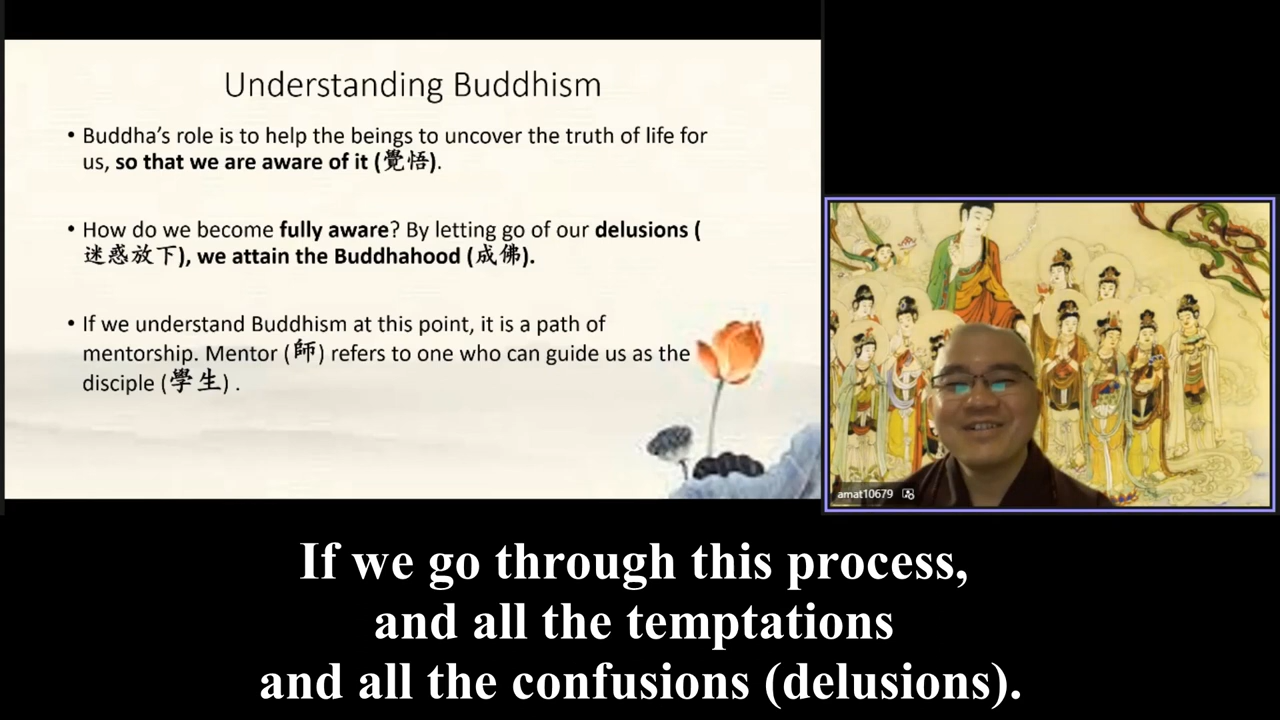 Understanding Buddhism
• Buddha’s role is to help the beings to uncover the truth of life for
us, so that we are aware of it (覺悟).
• How do we become fully aware? By letting go of our delusions (
迷惑放下), we attain the Buddhahood (成佛).
• If we understand Buddhism at this point, it is a path of
mentorship. Mentor (師) refers to one who can guide us as the
disciple (學生) .
amat10679
If we go through this process,
and all the temptations
and all the confusions (delusions).